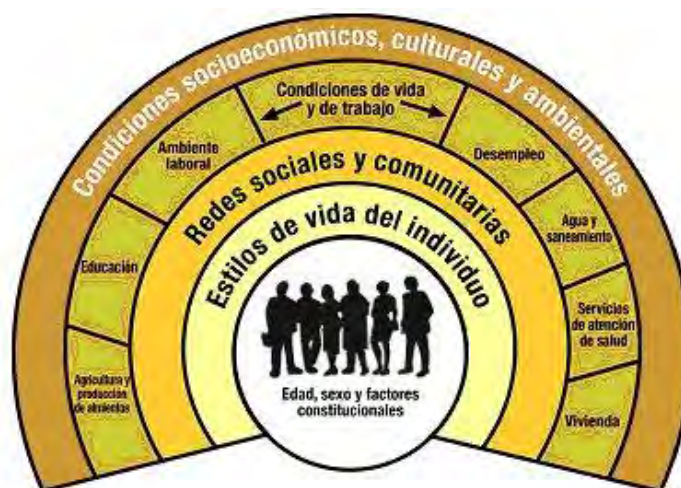 Condiciones socioeconómicos, culturales y ambientales
Condiciones de vida
y de trabajo
Ambiente
laboral
Desempleo
Educación
Agua y
saneamiento
Agricultura y
producción
de alimentos
Servicios
de atención
de salud
Vivienda
Redes sociales y comunitarias
Estilos de vida del individuo
Edad, sexo y factores
constitucionales